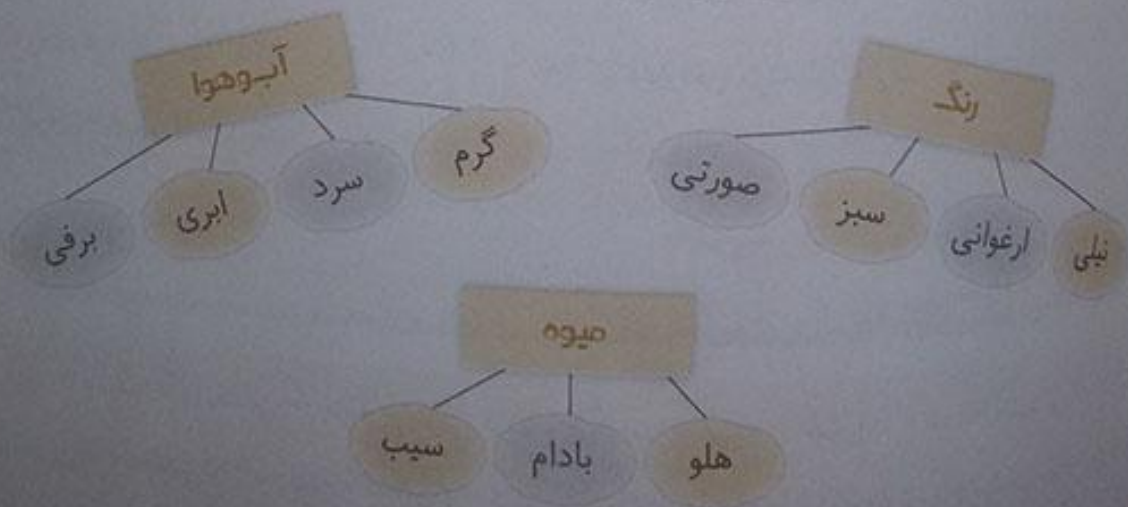 رنگ
صورتی
سبز
ارغوانی
نیلی
آب‌وهوا
گرم
سرد
ابری
برفی
میوه
هلو
بادام
سیب